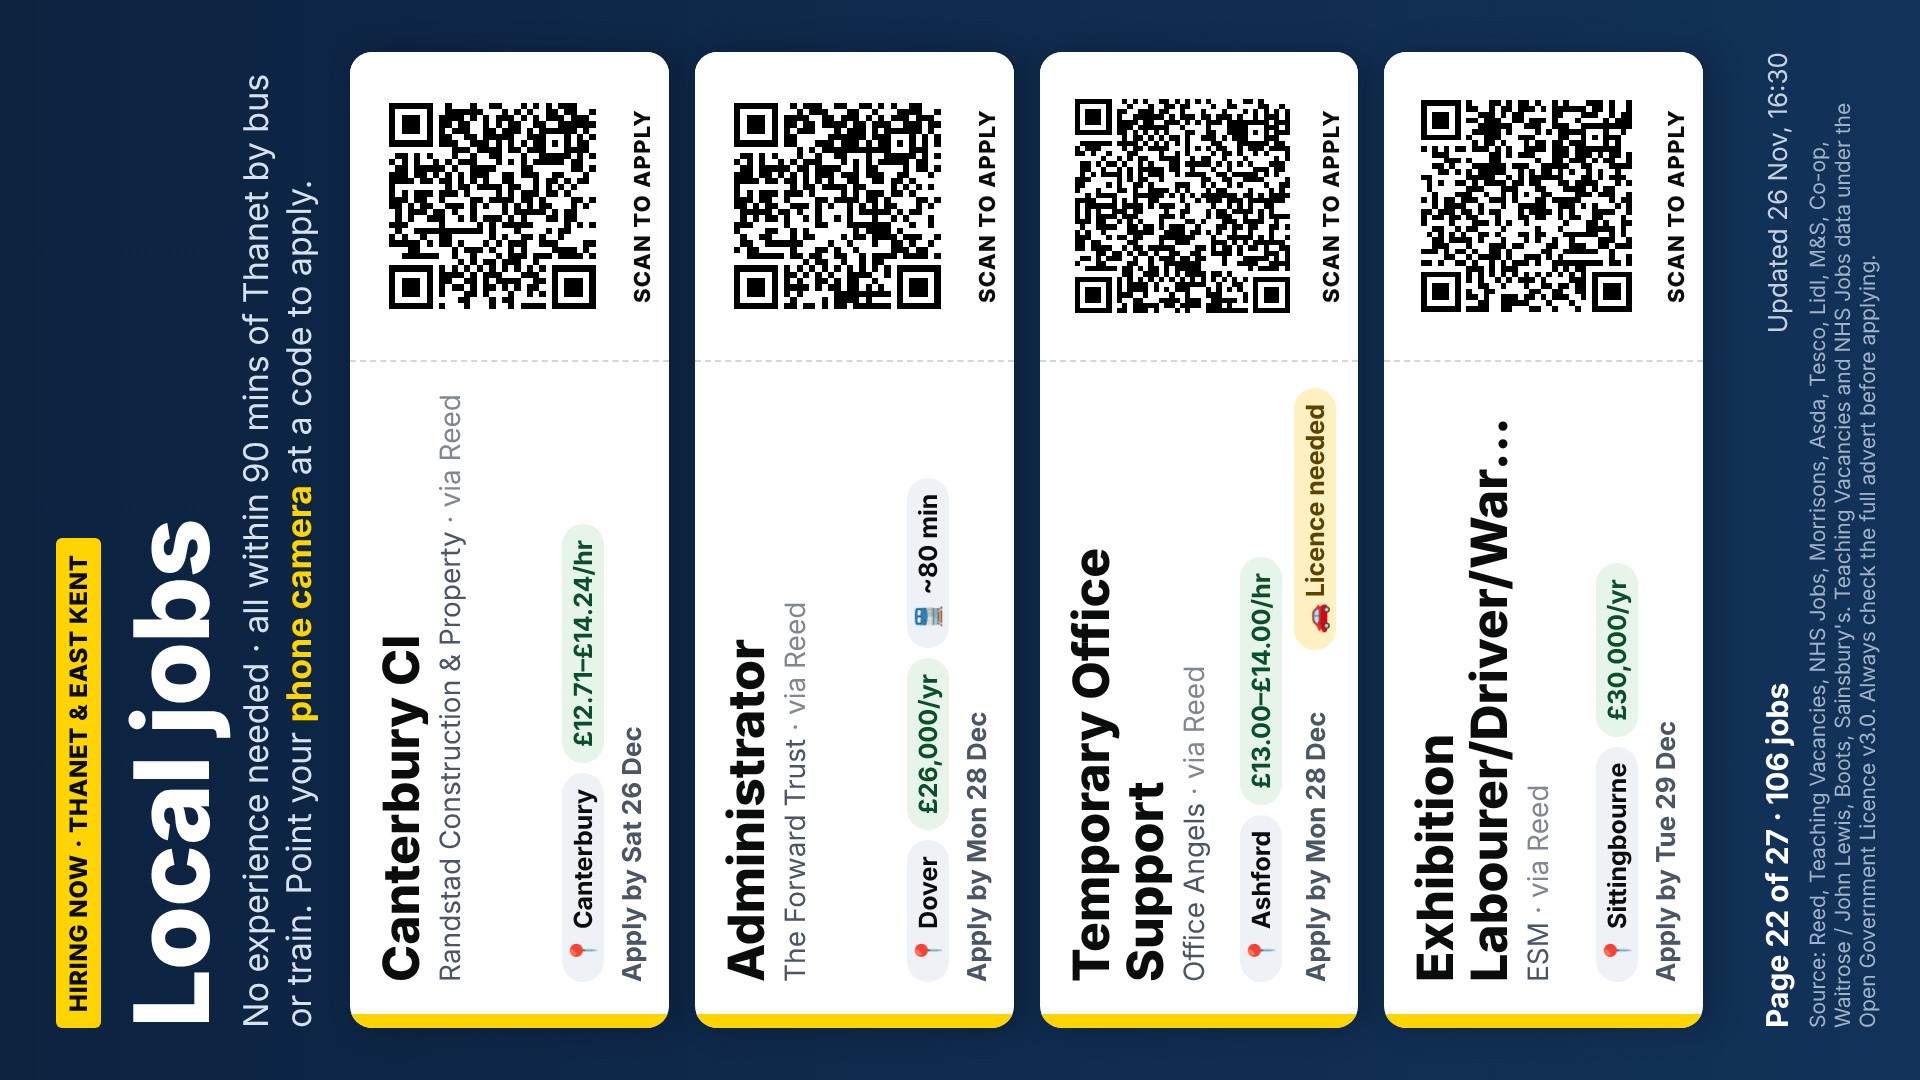 HIRING NOW · THANET & EAST KENT
Local jobs
No experience needed · all within 90 mins of Thanet by bus
or train. Point your phone camera at a code to apply.
Canterbury CI
Randstad Construction & Property · via Reed
📍 Canterbury £12.71–£14.24/hr
Apply by Sat 26 Dec
SCAN TO APPLY
Administrator
The Forward Trust · via Reed
📍 Dover £26,000/yr 🚆 ~80 min
Apply by Mon 28 Dec
SCAN TO APPLY
Temporary Office
Support
Office Angels · via Reed
📍 Ashford £13.00–£14.00/hr
🚗 Licence needed
Apply by Mon 28 Dec
SCAN TO APPLY
Exhibition
Labourer/Driver/War…
ESM · via Reed
📍 Sittingbourne £30,000/yr
Apply by Tue 29 Dec
SCAN TO APPLY
Page 22 of 27 · 106 jobs
Updated 26 Nov, 16:30
Source: Reed, Teaching Vacancies, NHS Jobs, Morrisons, Asda, Tesco, Lidl, M&S, Co-op,
Waitrose / John Lewis, Boots, Sainsbury's. Teaching Vacancies and NHS Jobs data under the
Open Government Licence v3.0. Always check the full advert before applying.